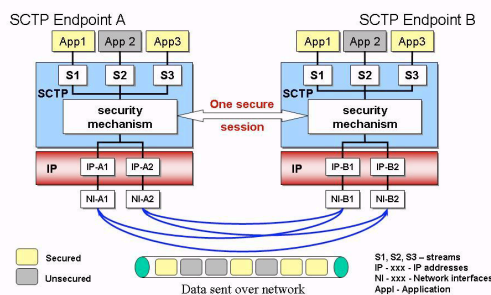 SCTP Endpoint A
SCTP Endpoint B
App1 App 2 App3
App1 App 2 App3
S1 S2 S3
S1 S2 S3
SCTP
SCTP
security
mechanism
One secure
session
security
mechanism
IP
IP-A1 IP-A2
IP
IP-B1 IP-B2
NI-A1 NI-A2
NI-B1 NI-B2
Secured
Unsecured
Data sent over network
S1, S2, S3 – streams
IP - xxx - IP addresses
NI - xxx - Network interfaces
Appl - Application